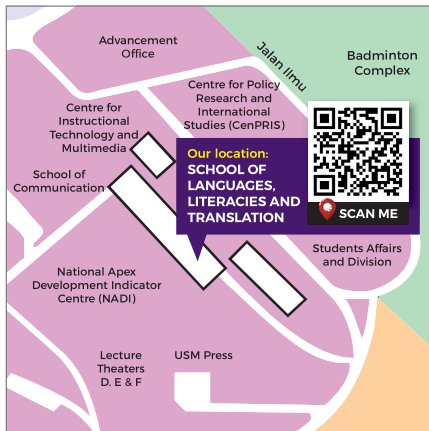 Advancement
Office
Jalan Ilmu
Badminton
Complex
Centre for Policy
Research and
International
Studies (CenPRIS)
Centre for
Instructional
Technology and
Multimedia
School of
Communication
Our location:
SCHOOL OF
LANGUAGES,
LITERACIES AND
TRANSLATION
SCAN ME
Students Affairs
and Division
National Apex
Development Indicator
Centre (NADI)
Lecture
Theaters
D. E & F
USM Press